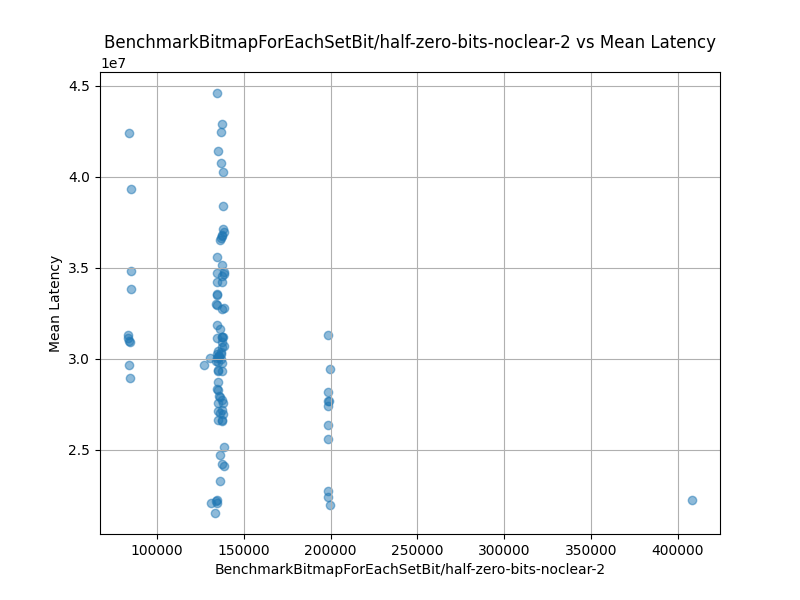 BenchmarkBitmapForEachSetBit/half-zero-bits-noclear-2 vs Mean Latency
1e7
4.5
4.0
3.5
3.0
2.5
Mean Latency
100000 150000 200000 250000 300000 350000 400000
BenchmarkBitmapForEachSetBit/half-zero-bits-noclear-2